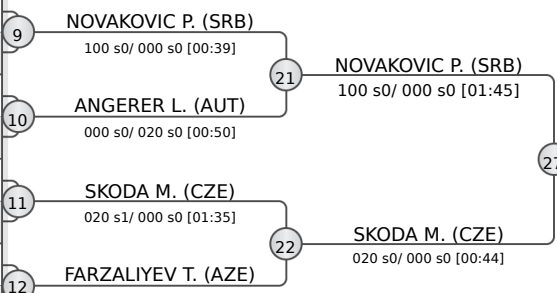 NOVAKOVIC P. (SRB)
9
100 s0/ 000 s0 [00:39]
21
NOVAKOVIC P. (SRB)
100 s0/ 000 s0 [01:45]
ANGERER L. (AUT)
10
000 s0/ 020 s0 [00:50]
27
SKODA M. (CZE)
11
020 s1/ 000 s0 [01:35]
22
SKODA M. (CZE)
020 s0/ 000 s0 [00:44]
FARZALIYEV T. (AZE)
12